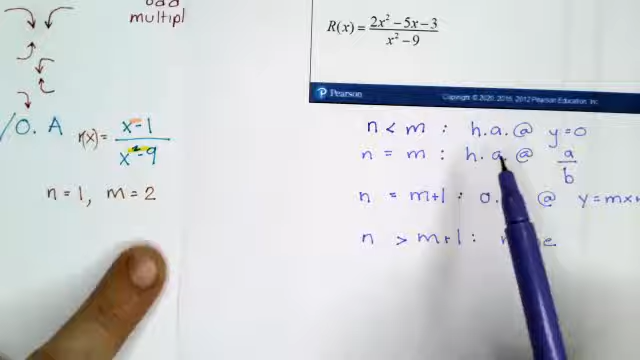 odd
multipl
R(x) = (2x² - 5x - 3)/(x² - 9)
Pearson
Copyright © 2020, 2016, 2012 Pearson Education, Inc.
/O. A
r(x) = (x - 1)/(x² - 9)
n = 1, m = 2
n < m : h.a. @ y = 0
n = m : h.a. @ a/b
n = m+1 : o. @ y = mx+
n > m+1 :